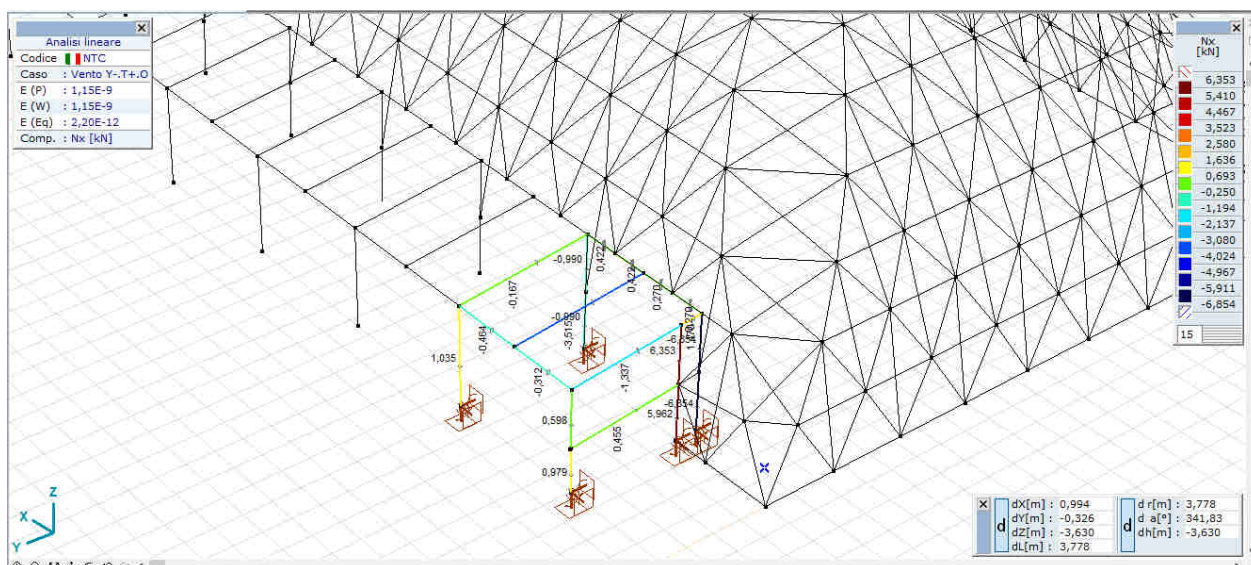 Analisi lineare
Codice NTC
Caso : Vento Y-.T+.O
E (P) : 1,15E-9
E (W) : 1,15E-9
E (Eq) : 2,20E-12
Comp. : Nx [kN]
Nx
[kN]
6,353
5,410
4,467
3,523
2,580
1,636
0,693
-0,250
-1,194
-2,137
-3,080
-4,024
-4,967
-5,911
-6,854
15
-0,990
0,422
0,422
0,270
-0,167
-0,990
-3,515
-0,464
6,353
1,035
-0,312
-1,337
0,598
5,962
0,455
0,979
Z
X
Y
d
dX[m] : 0,994
dY[m] : -0,326
dZ[m] : -3,630
dL[m] : 3,778
d
d r[m] : 3,778
d a[°] : 341,83
dh[m] : -3,630